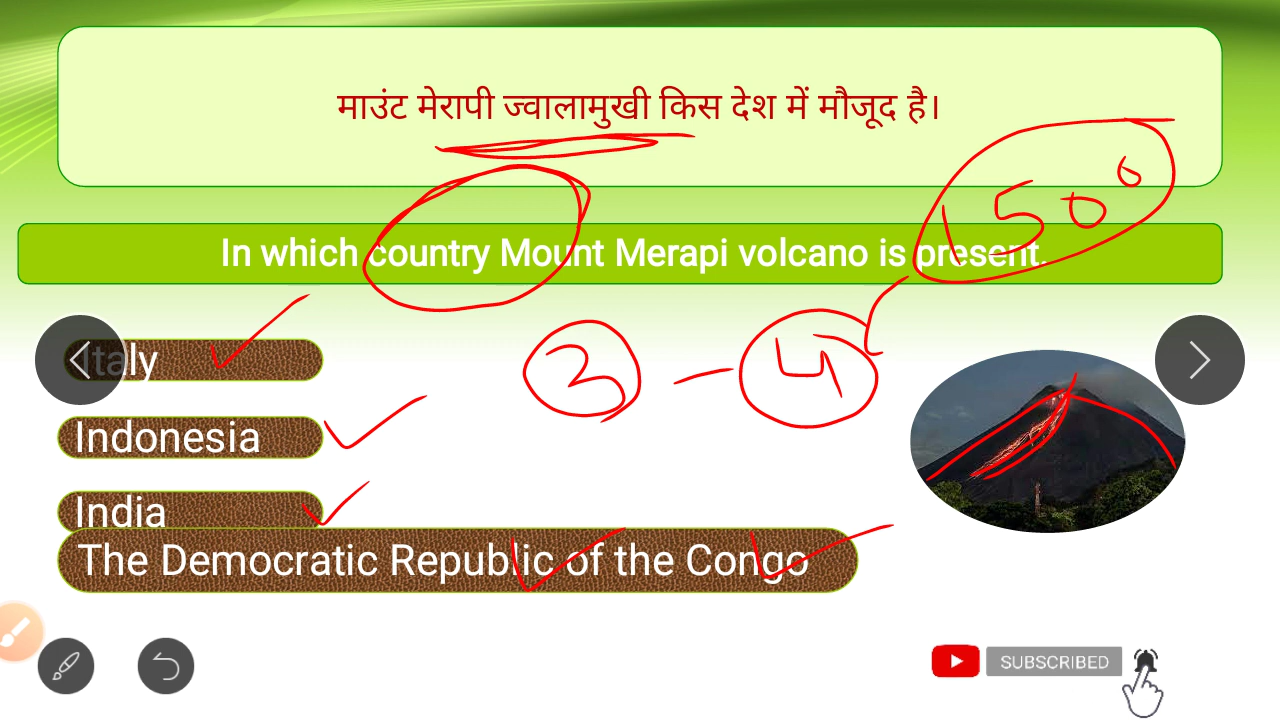 माउंट मेरापी ज्वालामुखी किस देश में मौजूद है।
150°
In which country Mount Merapi volcano is present.
Italy
3 - 4
Indonesia
India
The Democratic Republic of the Congo
SUBSCRIBED